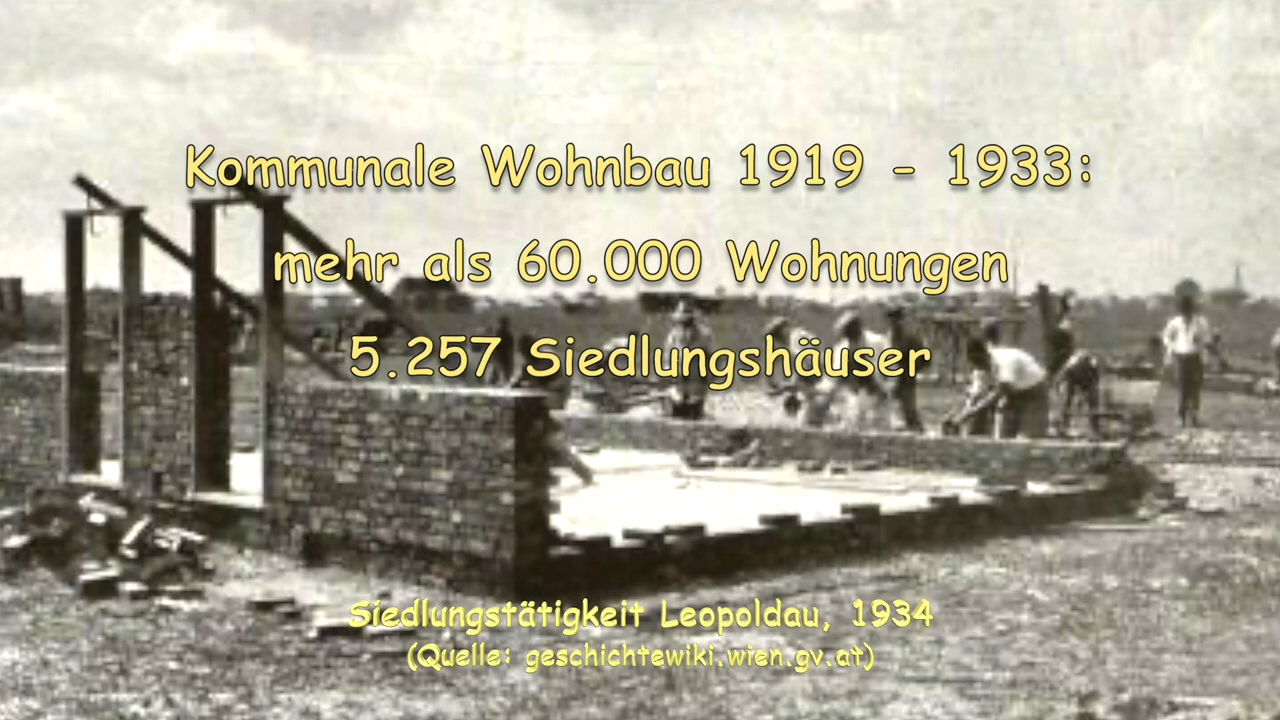 Kommunale Wohnbau 1919 - 1933:
mehr als 60.000 Wohnungen
5.257 Siedlungshäuser
Siedlungstätigkeit Leopoldau, 1934
(Quelle: geschichtewiki.wien.gv.at)